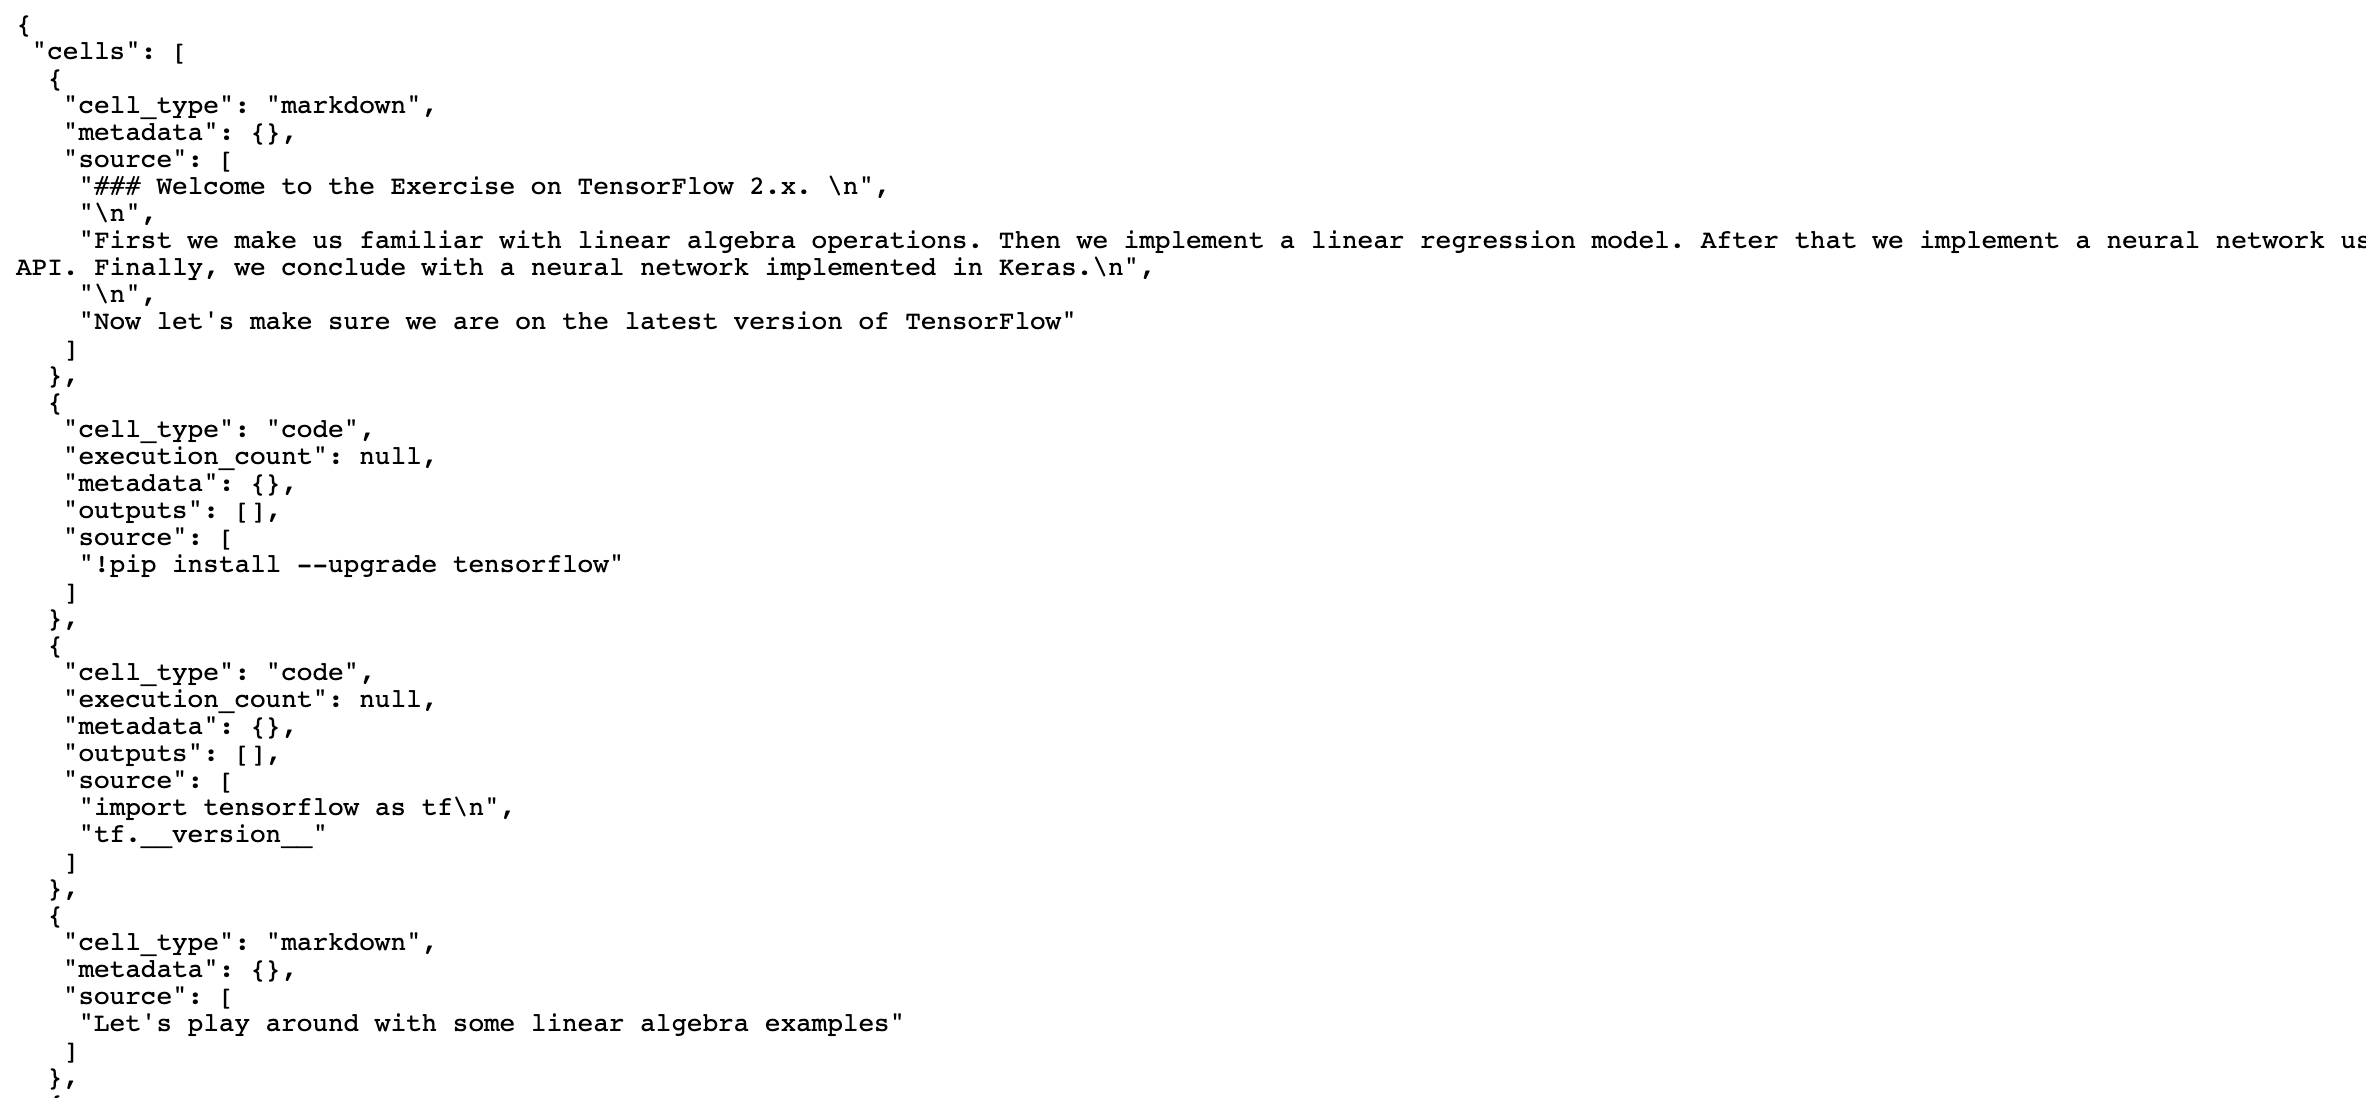 {
 "cells": [
  {
   "cell_type": "markdown",
   "metadata": {},
   "source": [
    "### Welcome to the Exercise on TensorFlow 2.x. \n",
    "\n",
    "First we make us familiar with linear algebra operations. Then we implement a linear regression model. After that we implement a neural network us
API. Finally, we conclude with a neural network implemented in Keras.\n",
    "\n",
    "Now let's make sure we are on the latest version of TensorFlow"
   ]
  },
  {
   "cell_type": "code",
   "execution_count": null,
   "metadata": {},
   "outputs": [],
   "source": [
    "!pip install --upgrade tensorflow"
   ]
  },
  {
   "cell_type": "code",
   "execution_count": null,
   "metadata": {},
   "outputs": [],
   "source": [
    "import tensorflow as tf\n",
    "tf.__version__"
   ]
  },
  {
   "cell_type": "markdown",
   "metadata": {},
   "source": [
    "Let's play around with some linear algebra examples"
   ]
  },